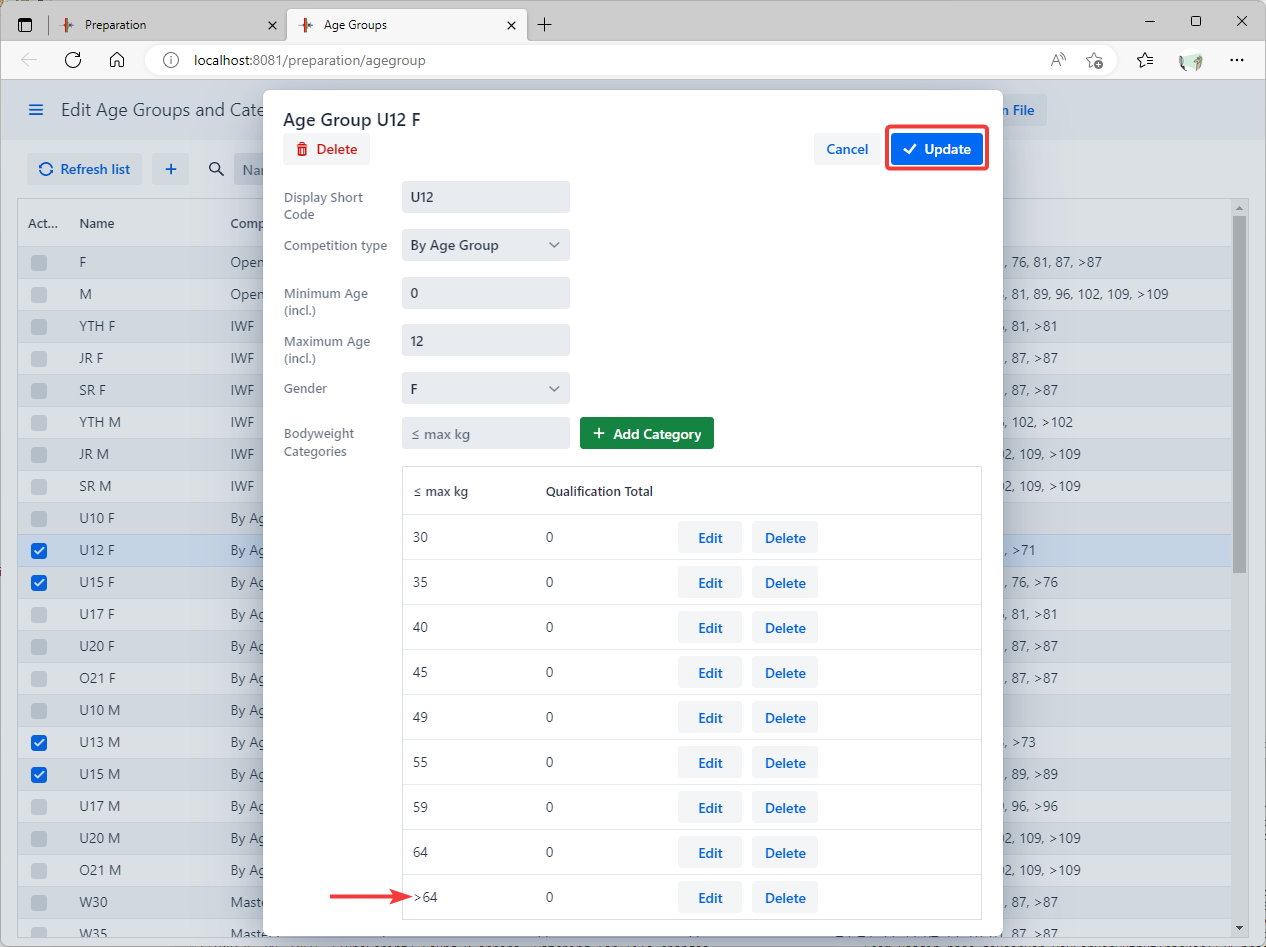 Preparation
Age Groups
localhost:8081/preparation/agegroup
Edit Age Groups and Cate
n File
Age Group U12 F
Delete
Cancel
Update
Refresh list
+
Nan
Display Short
Code
U12
Competition type
By Age Group
Minimum Age
(incl.)
0
Maximum Age
(incl.)
12
Gender
F
Bodyweight
Categories
≤ max kg
+ Add Category
≤ max kg Qualification Total
30 0 Edit Delete
35 0 Edit Delete
40 0 Edit Delete
45 0 Edit Delete
49 0 Edit Delete
55 0 Edit Delete
59 0 Edit Delete
64 0 Edit Delete
>64 0 Edit Delete
Act... Name Comp
F Open , 76, 81, 87, >87
M Open , 81, 89, 96, 102, 109, >109
YTH F IWF , 81, >81
JR F IWF , 87, >87
SR F IWF , 87, >87
YTH M IWF , 102, >102
JR M IWF 2, 109, >109
SR M IWF 2, 109, >109
U10 F By Ag
U12 F By Ag , >71
U15 F By Ag , 76, >76
U17 F By Ag , 81, >81
U20 F By Ag , 87, >87
O21 F By Ag , 87, >87
U10 M By Ag
U13 M By Ag , >73
U15 M By Ag , 89, >89
U17 M By Ag , 96, >96
U20 M By Ag 2, 109, >109
O21 M By Ag 2, 109, >109
W30 Maste , 87, >87
W35 Master , 87, >87